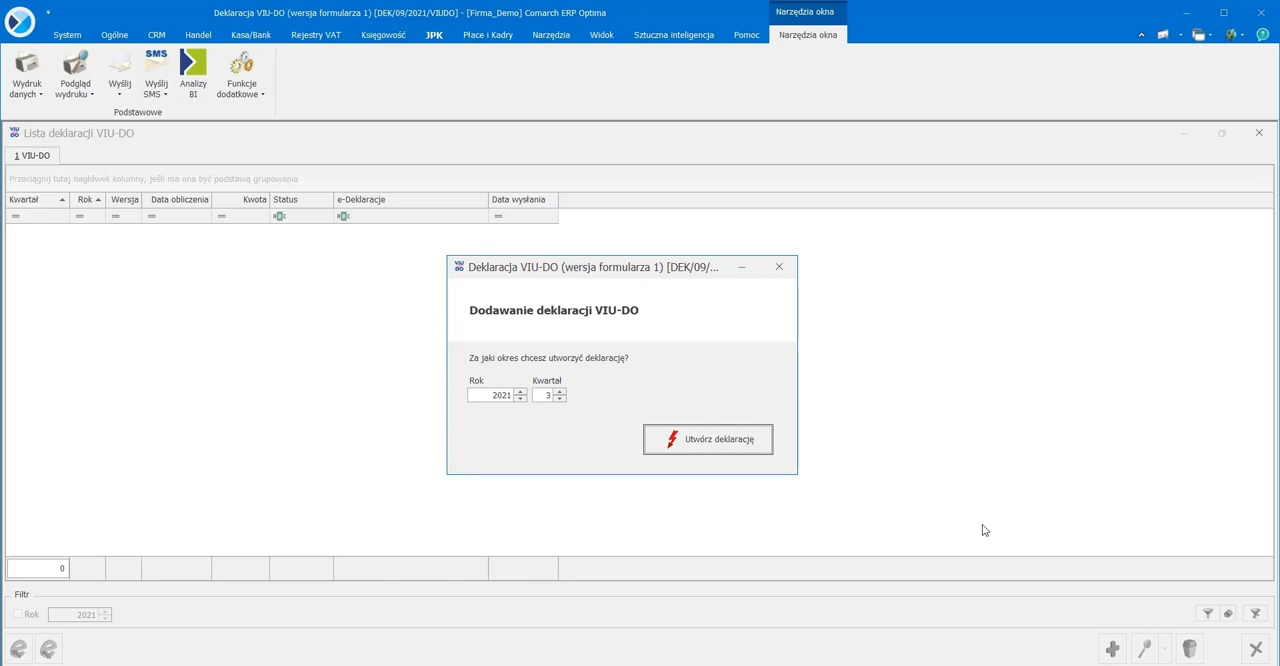 Deklaracja VIU-DO (wersja formularza 1) [DEK/09/2021/VIUDO] - [Firma_Demo] Comarch ERP Optima
Narzędzia okna
System Ogólne CRM Handel Kasa/Bank Rejestry VAT Księgowość JPK Płace i Kadry Narzędzia Widok Sztuczna inteligencja Pomoc Narzędzia okna
SMS
Wydruk danych
Podgląd wydruku
Wyślij
Wyślij SMS
Analizy BI
Funkcje dodatkowe
Podstawowe
VIU DO Lista deklaracji VIU-DO
1 VIU-DO
Przeciągnij tutaj nagłówek kolumny, jeśli ma ona być podstawą grupowania
Kwartał Rok Wersja Data obliczenia Kwota Status e-Deklaracje Data wysłania
VIU DO Deklaracja VIU-DO (wersja formularza 1) [DEK/09/...
Dodawanie deklaracji VIU-DO
Za jaki okres chcesz utworzyć deklarację?
Rok Kwartał
2021 3
Utwórz deklarację
0
Filtr
Rok 2021